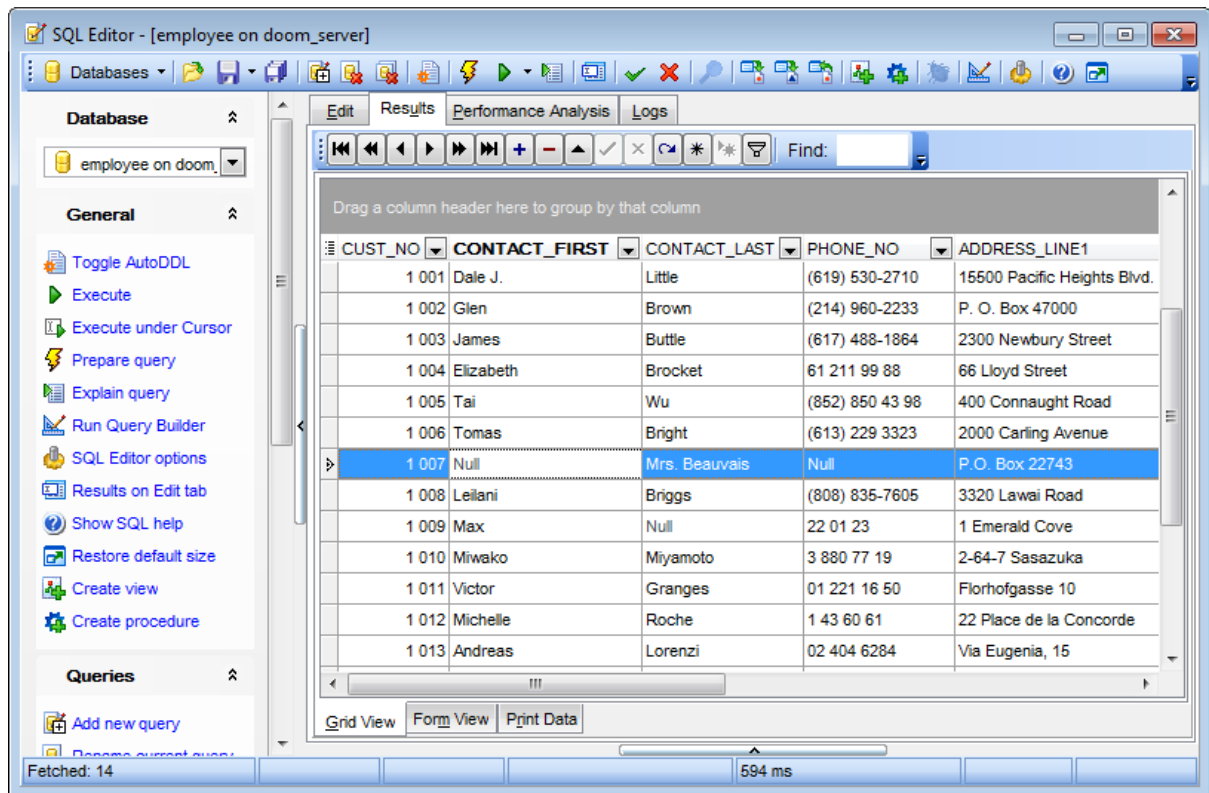 SQL Editor - [employee on doom_server]
Databases
Database
employee on doom_
General
Toggle AutoDDL
Execute
Execute under Cursor
Prepare query
Explain query
Run Query Builder
SQL Editor options
Results on Edit tab
Show SQL help
Restore default size
Create view
Create procedure
Queries
Add new query
Rename current query
Edit Results Performance Analysis Logs
Find:
Drag a column header here to group by that column
CUST_NO CONTACT_FIRST CONTACT_LAST PHONE_NO ADDRESS_LINE1
1 001 Dale J. Little (619) 530-2710 15500 Pacific Heights Blvd.
1 002 Glen Brown (214) 960-2233 P. O. Box 47000
1 003 James Buttle (617) 488-1864 2300 Newbury Street
1 004 Elizabeth Brocket 61 211 99 88 66 Lloyd Street
1 005 Tai Wu (852) 850 43 98 400 Connaught Road
1 006 Tomas Bright (613) 229 3323 2000 Carling Avenue
1 007 Null Mrs. Beauvais Null P.O. Box 22743
1 008 Leilani Briggs (808) 835-7605 3320 Lawai Road
1 009 Max Null 22 01 23 1 Emerald Cove
1 010 Miwako Miyamoto 3 880 77 19 2-64-7 Sasazuka
1 011 Victor Granges 01 221 16 50 Florhofgasse 10
1 012 Michelle Roche 1 43 60 61 22 Place de la Concorde
1 013 Andreas Lorenzi 02 404 6284 Via Eugenia, 15
Grid View Form View Print Data
Fetched: 14 594 ms